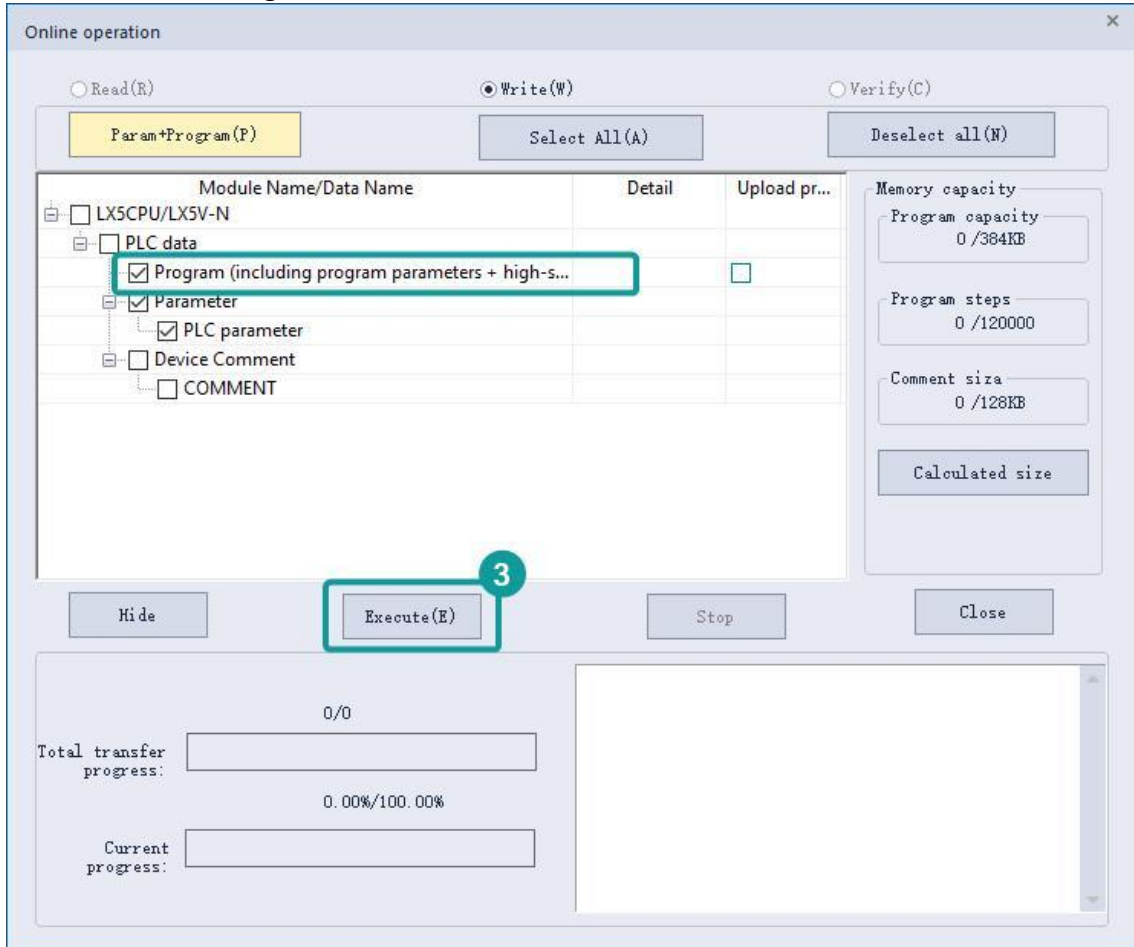 Online operation
×
Read(R) Write(W) Verify(C)
Param+Program(P) Select All(A) Deselect all(N)
Module Name/Data Name Detail Upload pr...
LX5CPU/LX5V-N
PLC data
Program (including program parameters + high-s...
Parameter
PLC parameter
Device Comment
COMMENT
Memory capacity
Program capacity
0 /384KB
Program steps
0 /120000
Comment siza
0 /128KB
Calculated size
3
Hide Execute(E) Stop Close
0/0
Total transfer
progress:
0.00%/100.00%
Current
progress: